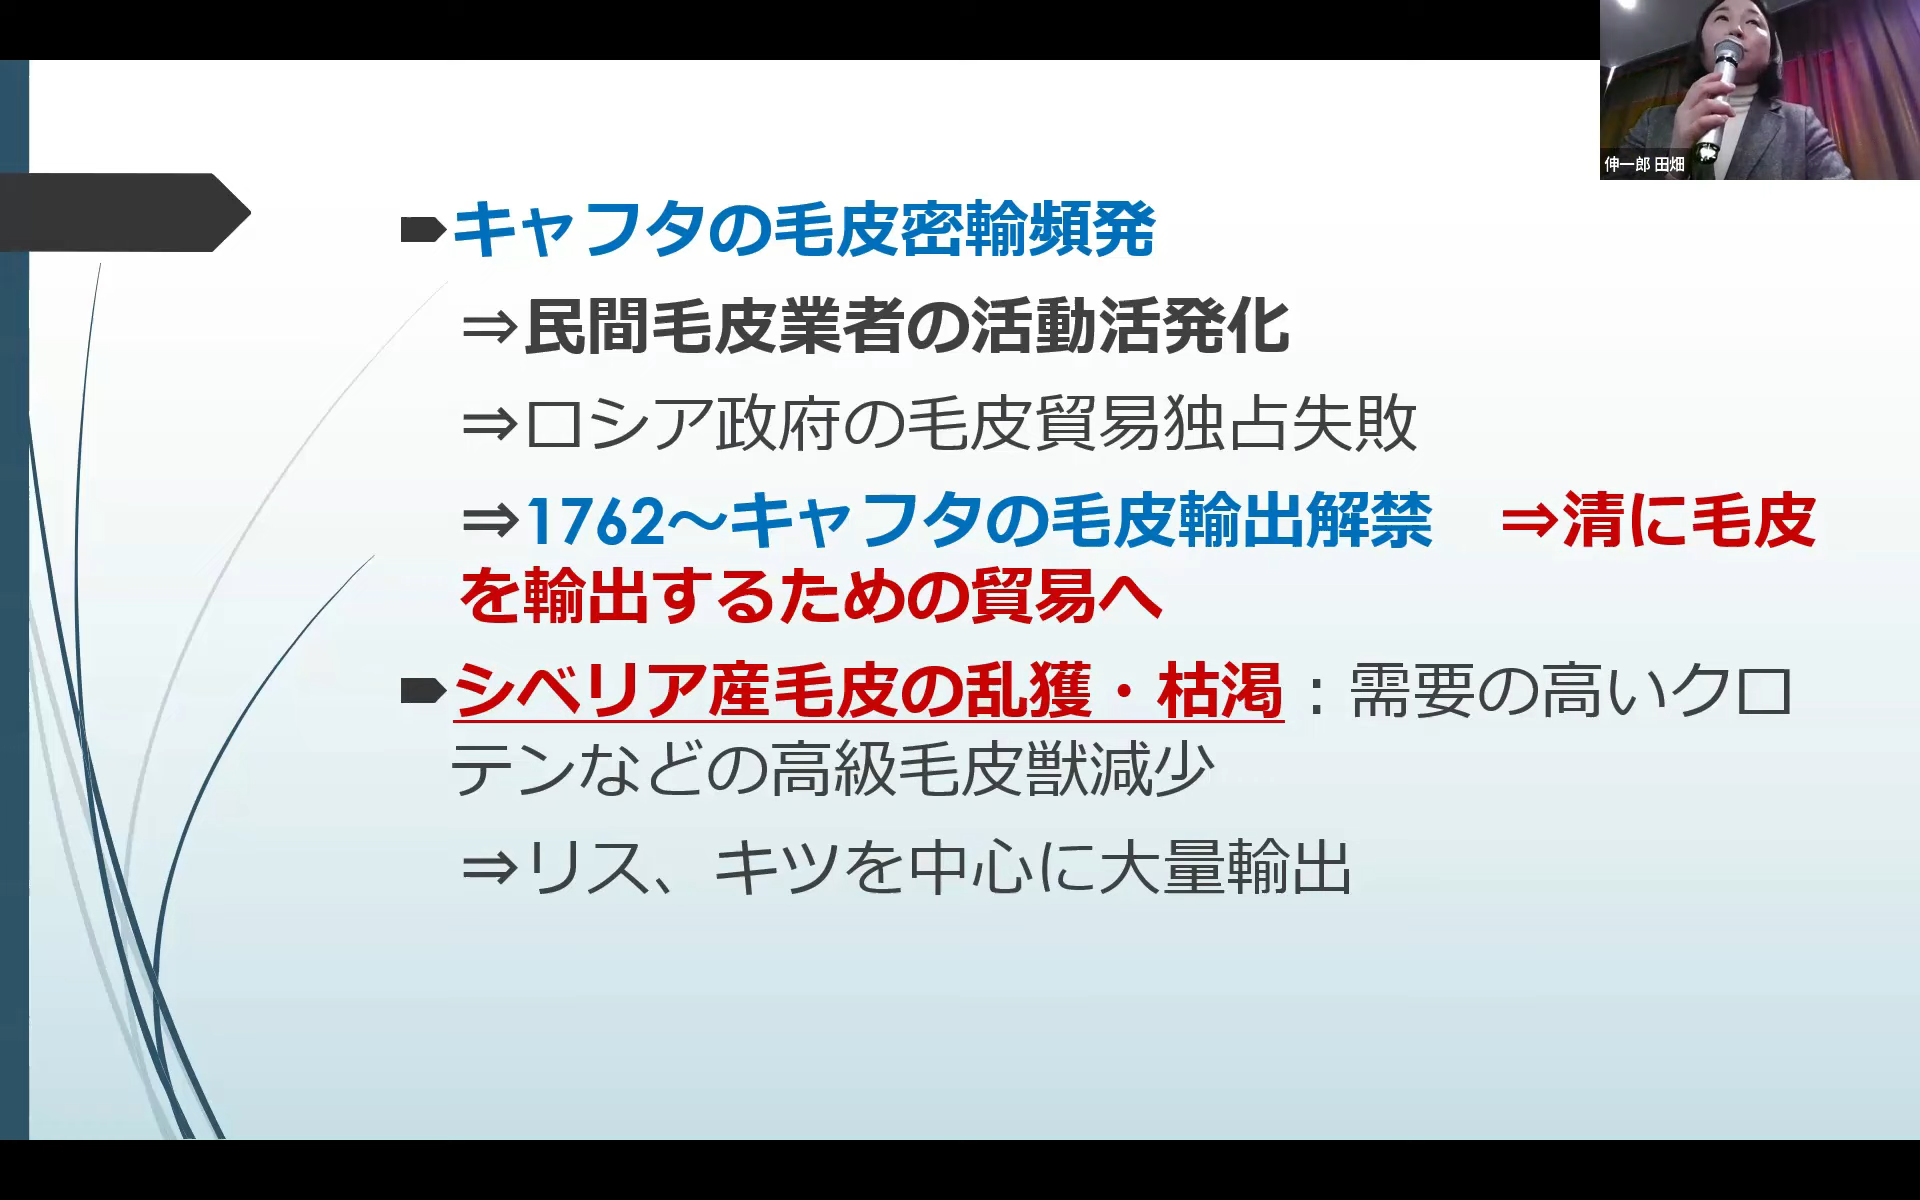 キャフタの毛皮密輸頻発
⇒民間毛皮業者の活動活発化
⇒ロシア政府の毛皮貿易独占失敗
⇒1762～キャフタの毛皮輸出解禁　⇒清に毛皮
を輸出するための貿易へ
シベリア産毛皮の乱獲・枯渇：需要の高いクロ
テンなどの高級毛皮獣減少
⇒リス、キツを中心に大量輸出
伸一郎 田畑